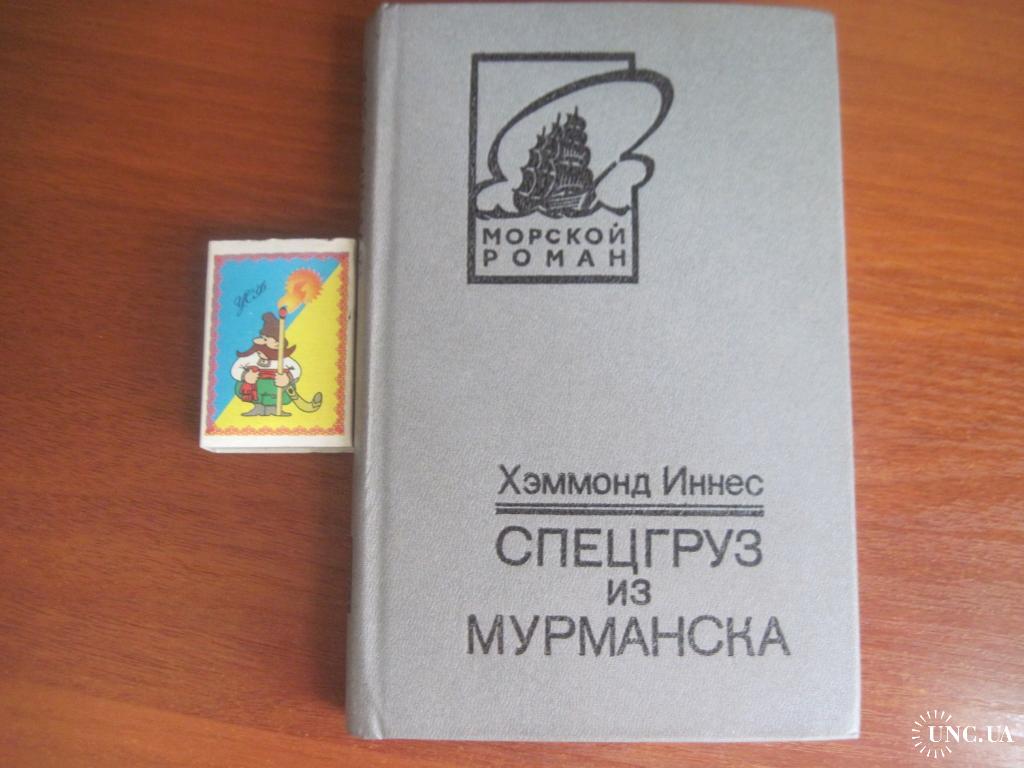 МОРСКОЙ
РОМАН
Хэммонд Иннес
СПЕЦГРУЗ
ИЗ
МУРМАНСКА
UNC.UA